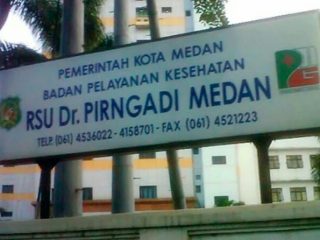 PEMERINTAH KOTA MEDAN
BADAN PELAYANAN KESEHATAN
RSU Dr. PIRNGADI MEDAN
TELP. (061) 4536022 - 4158701 - FAX (061) 4521223